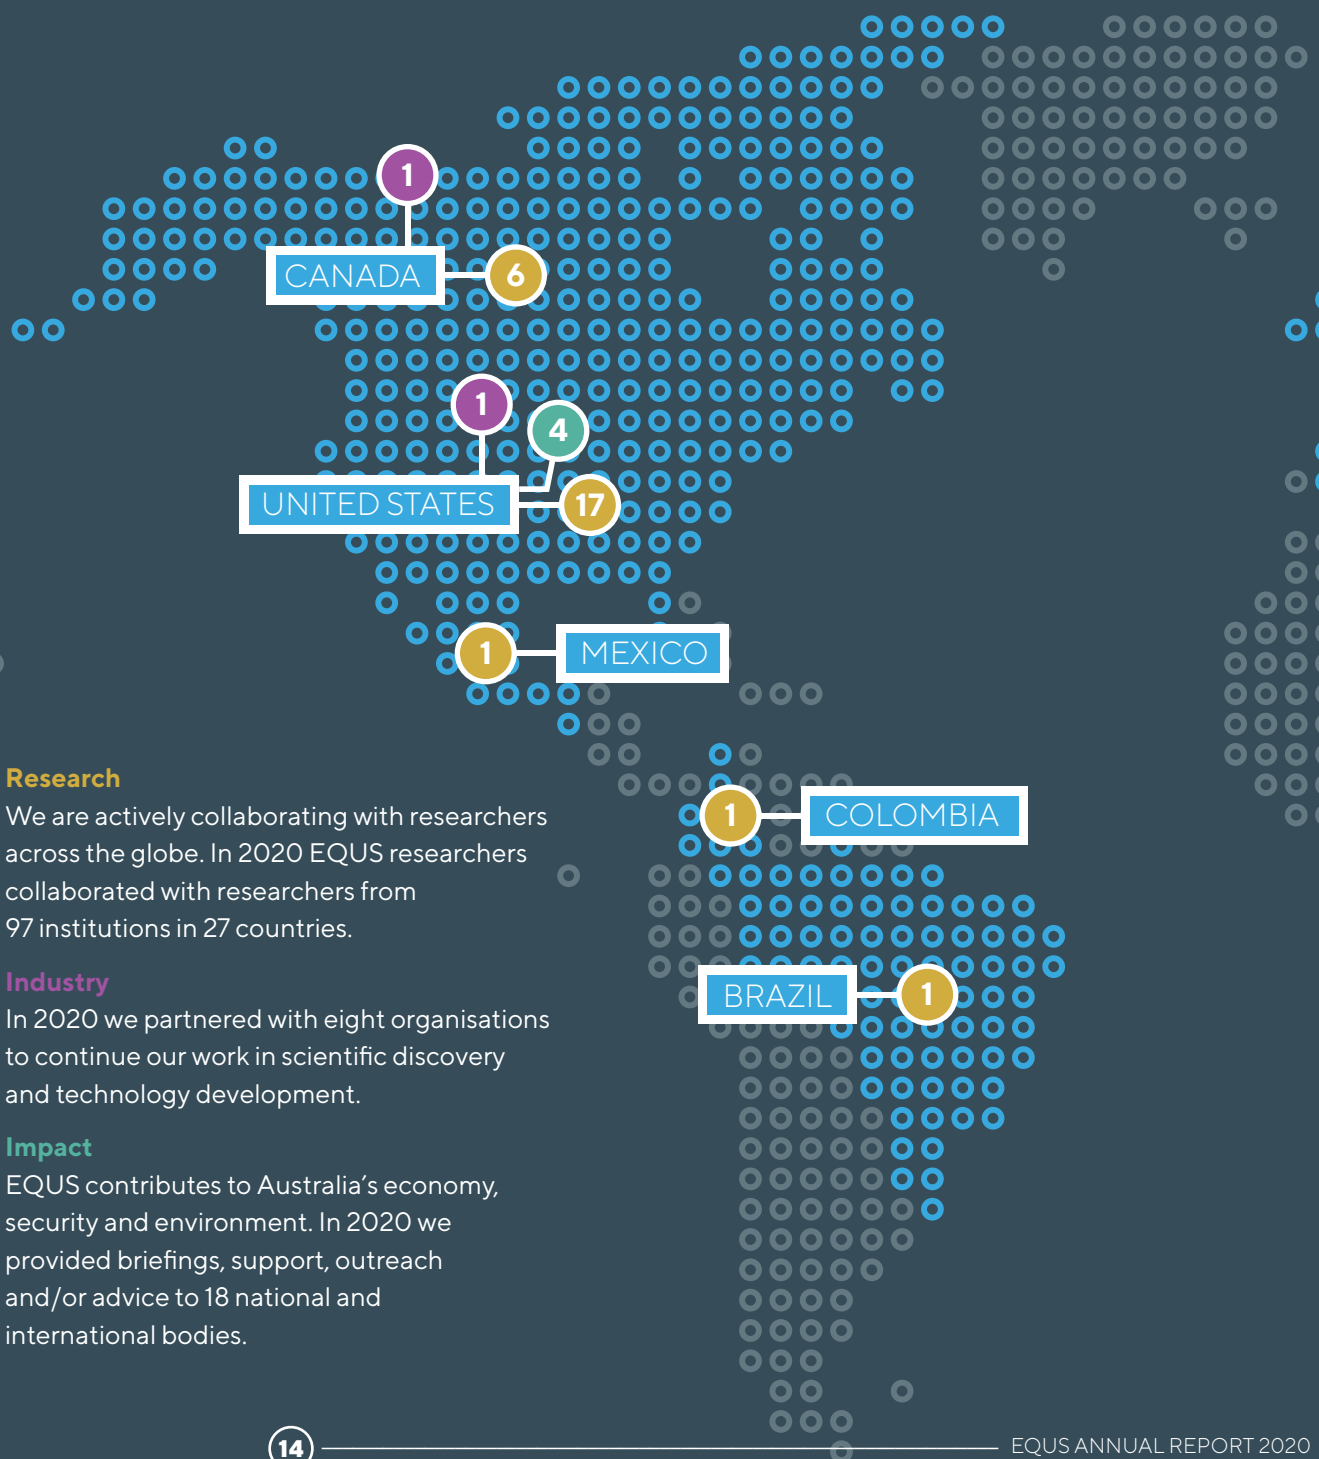 1
CANADA
6
1
4
UNITED STATES
17
1
MEXICO
Research
We are actively collaborating with researchers
across the globe. In 2020 EQUS researchers
collaborated with researchers from
97 institutions in 27 countries.
1
COLOMBIA
Industry
In 2020 we partnered with eight organisations
to continue our work in scientific discovery
and technology development.
BRAZIL
1
Impact
EQUS contributes to Australia's economy,
security and environment. In 2020 we
provided briefings, support, outreach
and/or advice to 18 national and
international bodies.
14
EQUS ANNUAL REPORT 2020